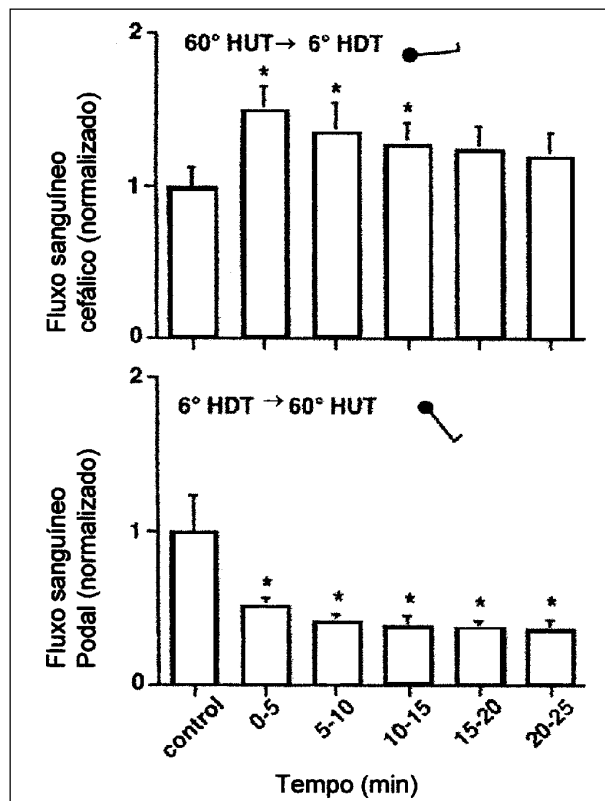 Fluxo sanguíneo
cefálico (normalizado)
2
1
0
60° HUT → 6° HDT
*
*
*
Fluxo sanguíneo
Podal (normalizado)
2
1
0
6° HDT → 60° HUT
*
*
*
*
*
control
0-5
5-10
10-15
15-20
20-25
Tempo (min)